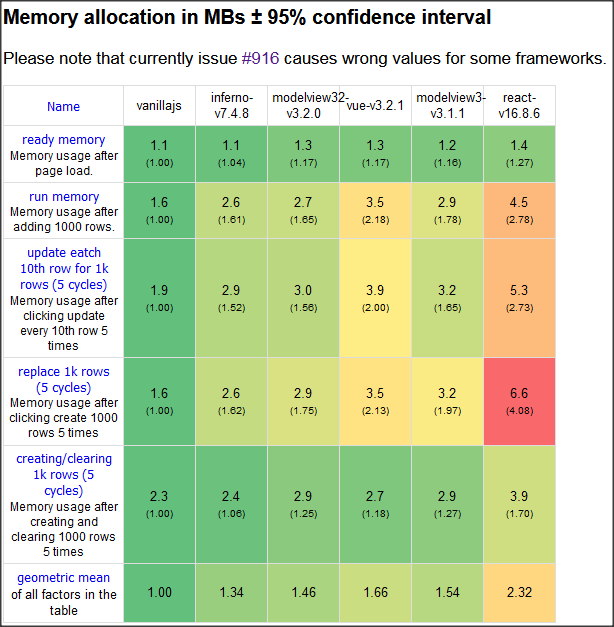 Memory allocation in MBs ± 95% confidence interval
Please note that currently issue #916 causes wrong values for some frameworks.
Name vanillajs inferno-v7.4.8 modelview32-v3.2.0 vue-v3.2.1 modelview3-v3.1.1 react-v16.8.6
ready memory
Memory usage after
page load.
1.1 1.1 1.3 1.3 1.2 1.4
(1.00) (1.04) (1.17) (1.17) (1.16) (1.27)
run memory
Memory usage after
adding 1000 rows.
1.6 2.6 2.7 3.5 2.9 4.5
(1.00) (1.61) (1.65) (2.18) (1.78) (2.78)
update eatch
10th row for 1k
rows (5 cycles)
Memory usage after
clicking update
every 10th row 5
times
1.9 2.9 3.0 3.9 3.2 5.3
(1.00) (1.52) (1.56) (2.00) (1.65) (2.73)
replace 1k rows
(5 cycles)
Memory usage after
clicking create 1000
rows 5 times
1.6 2.6 2.9 3.5 3.2 6.6
(1.00) (1.62) (1.75) (2.13) (1.97) (4.08)
creating/clearing
1k rows (5
cycles)
Memory usage after
creating and
clearing 1000 rows
5 times
2.3 2.4 2.9 2.7 2.9 3.9
(1.00) (1.06) (1.25) (1.18) (1.27) (1.70)
geometric mean
of all factors in the
table
1.00 1.34 1.46 1.66 1.54 2.32